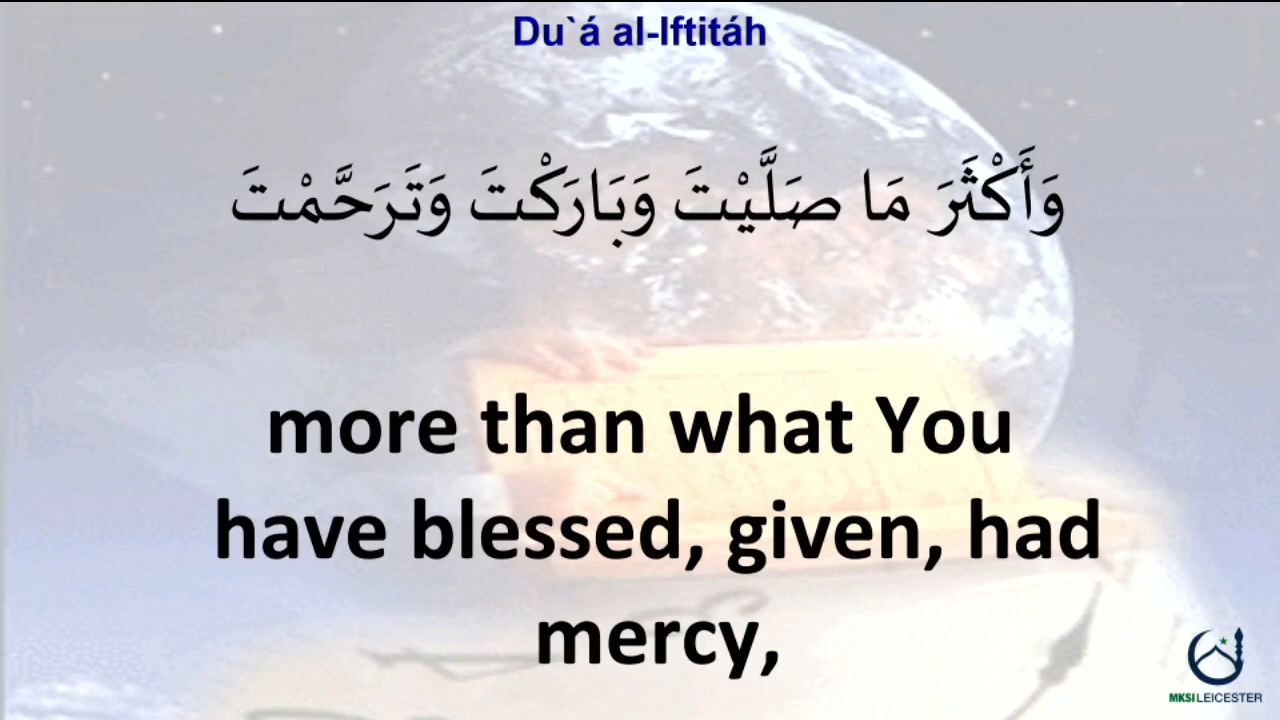 Du`á al-Iftitáh
وَأَكْثَرَ مَا صَلَّيْتَ وَبَارَكْتَ وَتَرَحَّمْتَ
more than what You
have blessed, given, had
mercy,
MKSI LEICESTER